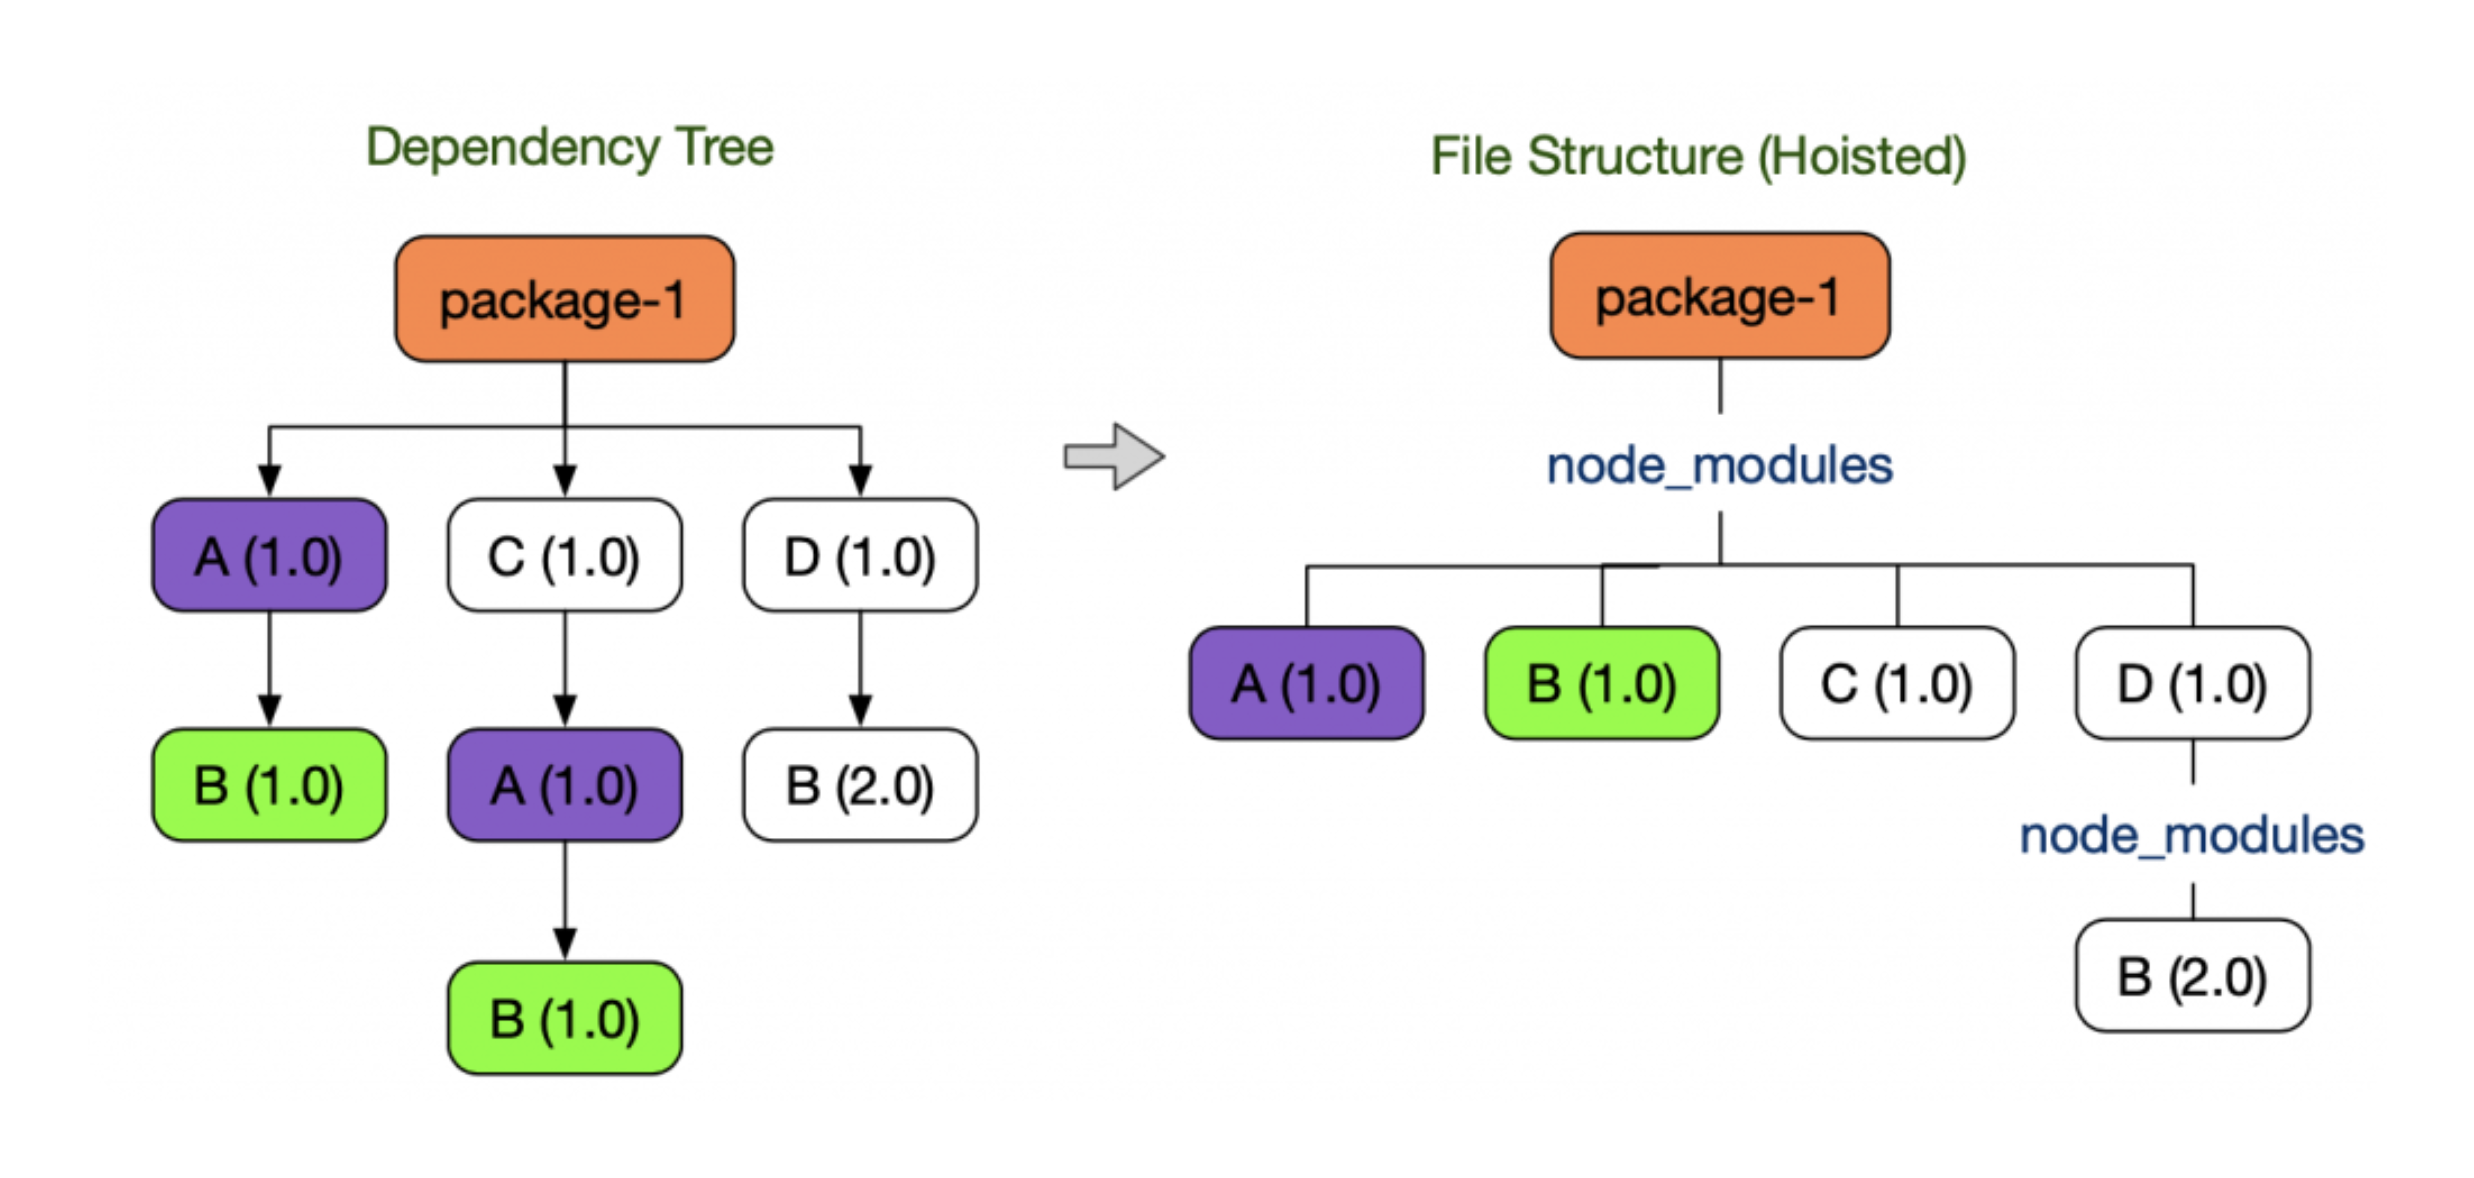 Dependency Tree
package-1
A (1.0)
C (1.0)
D (1.0)
B (1.0)
A (1.0)
B (2.0)
B (1.0)
File Structure (Hoisted)
package-1
node_modules
A (1.0)
B (1.0)
C (1.0)
D (1.0)
node_modules
B (2.0)